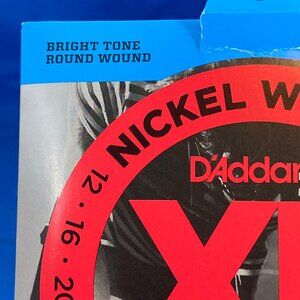 BRIGHT TONE
ROUND WOUND
NICKEL W
D'Addar
12 · 16 · 20
XL